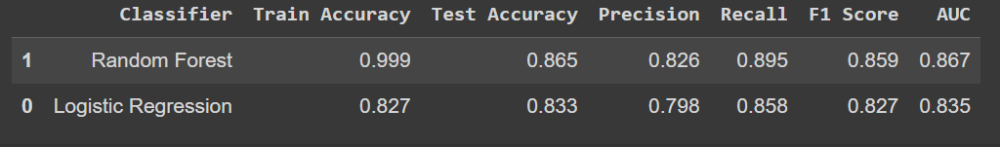 Classifier Train Accuracy Test Accuracy Precision Recall F1 Score AUC
1 Random Forest 0.999 0.865 0.826 0.895 0.859 0.867
0 Logistic Regression 0.827 0.833 0.798 0.858 0.827 0.835